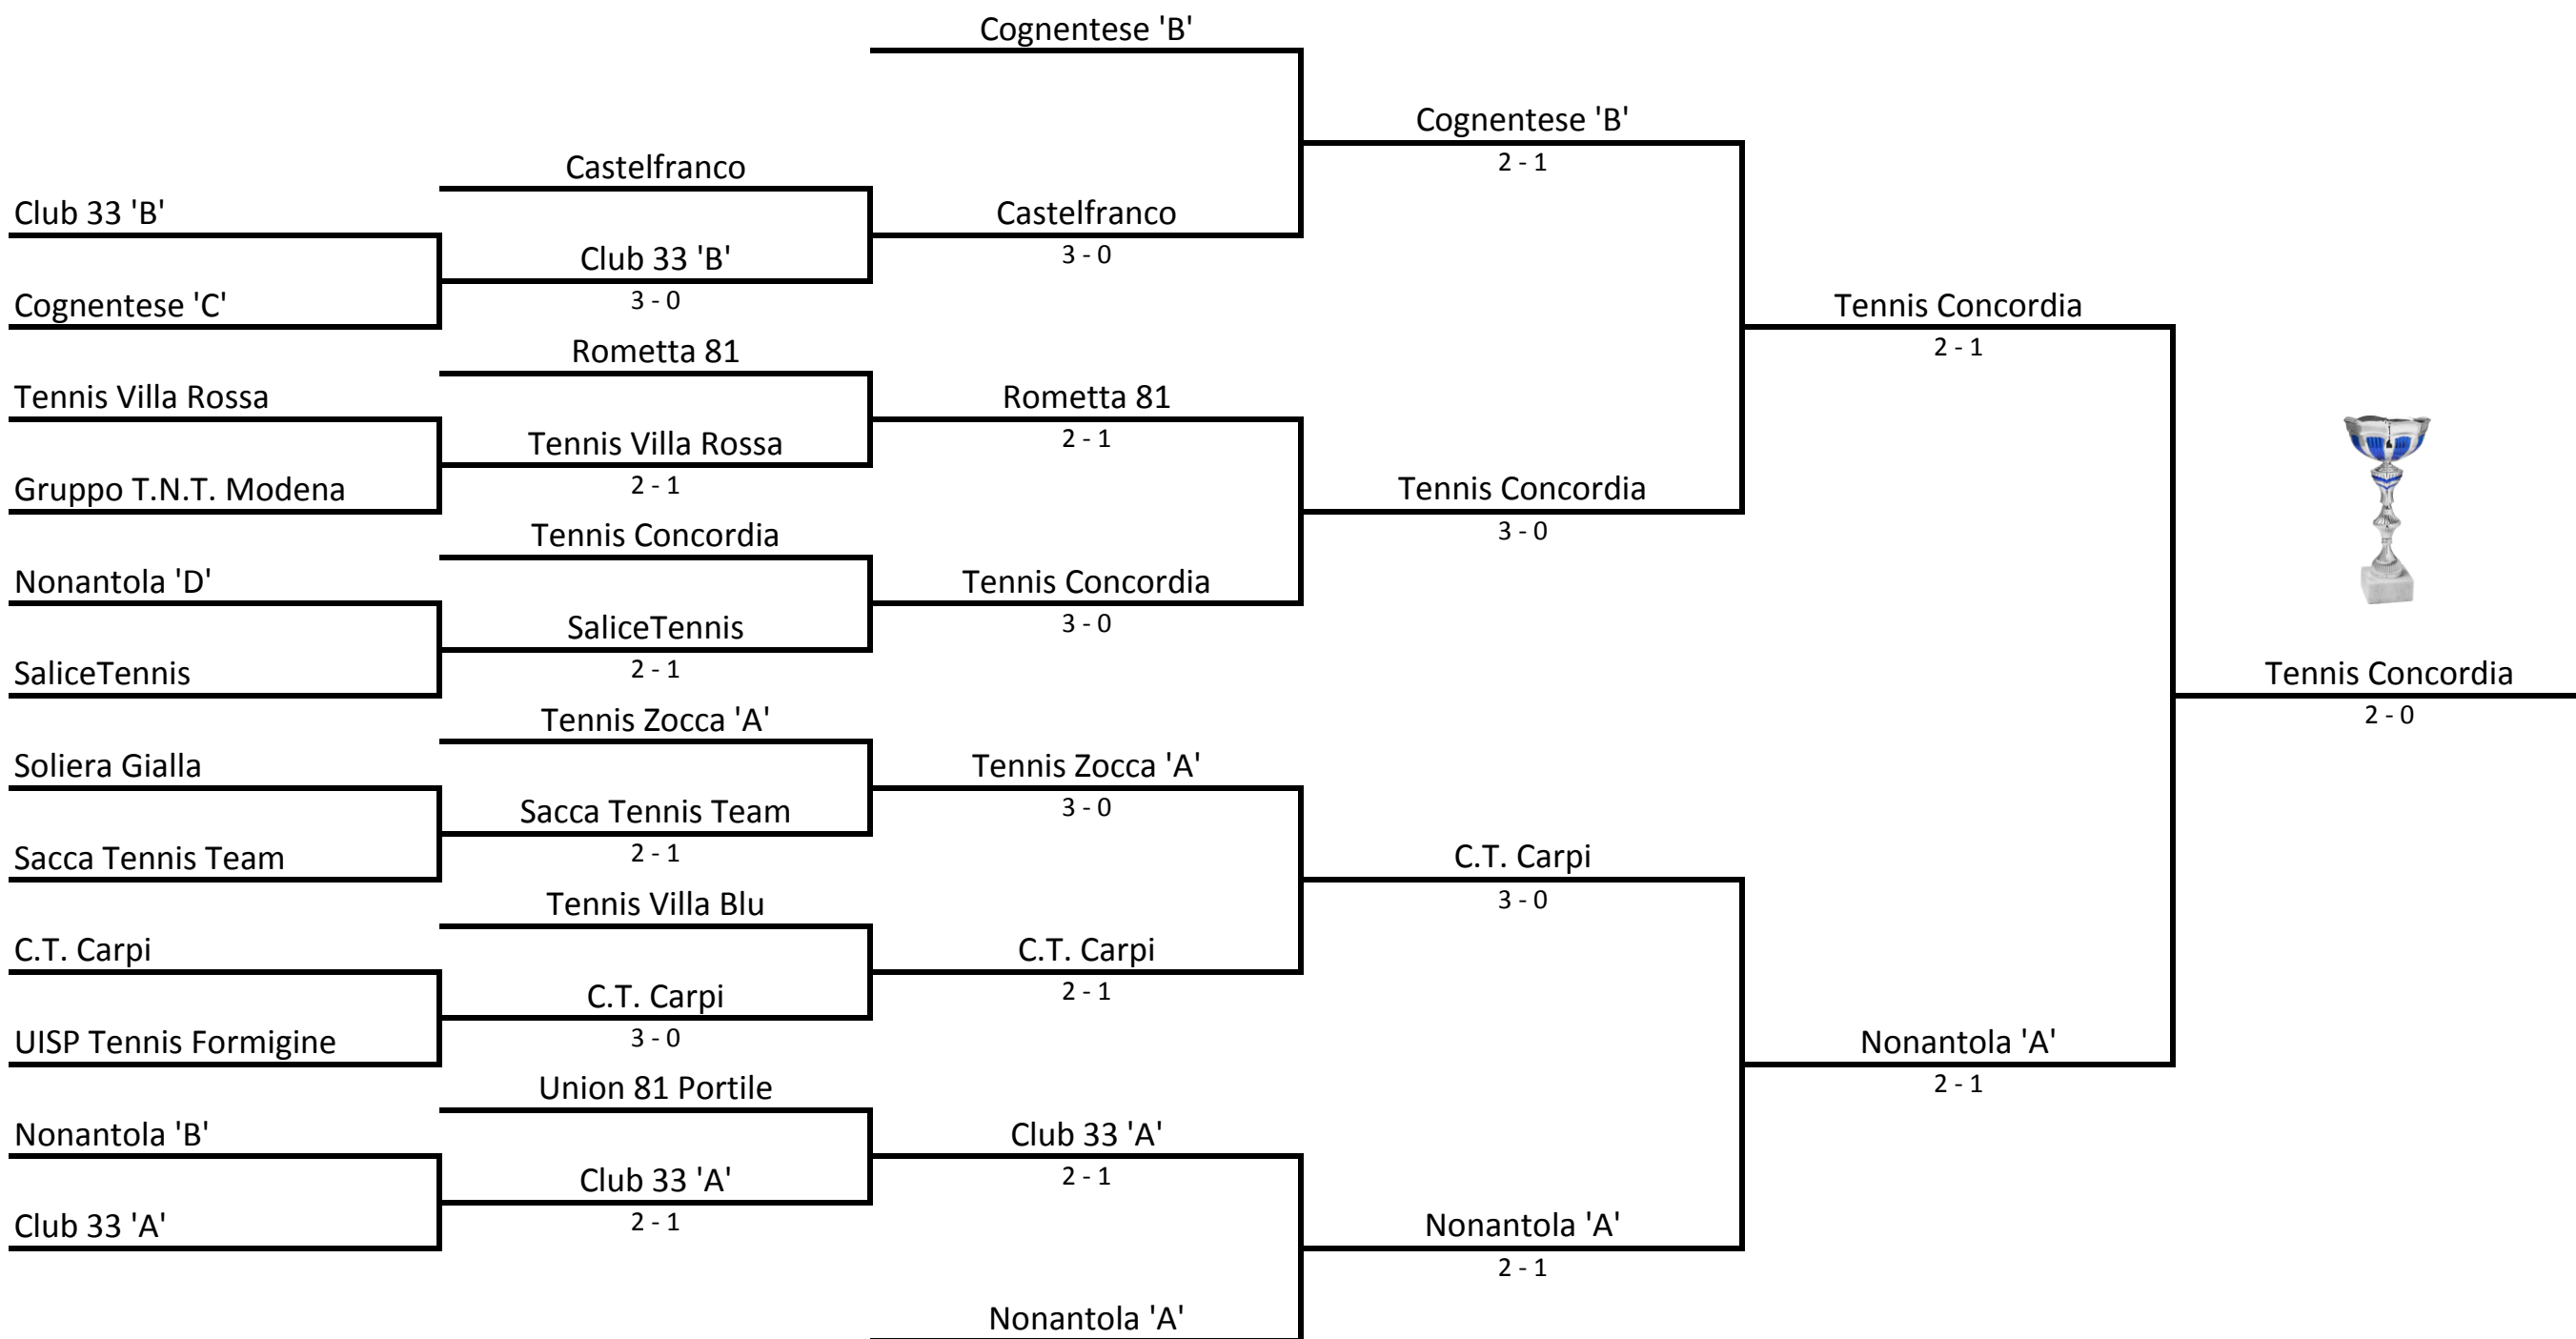 Cognentese 'B'
Cognentese 'B'
2 - 1
Castelfranco
Club 33 'B'
Castelfranco
3 - 0
Club 33 'B'
3 - 0
Cognentese 'C'
Tennis Concordia
2 - 1
Rometta 81
Tennis Villa Rossa
Rometta 81
2 - 1
Tennis Villa Rossa
2 - 1
Gruppo T.N.T. Modena
Tennis Concordia
3 - 0
Tennis Concordia
Nonantola 'D'
Tennis Concordia
3 - 0
SaliceTennis
2 - 1
SaliceTennis
Tennis Concordia
2 - 0
Tennis Zocca 'A'
Soliera Gialla
Tennis Zocca 'A'
3 - 0
Sacca Tennis Team
2 - 1
Sacca Tennis Team
C.T. Carpi
3 - 0
Tennis Villa Blu
C.T. Carpi
C.T. Carpi
2 - 1
C.T. Carpi
3 - 0
UISP Tennis Formigine
Nonantola 'A'
2 - 1
Union 81 Portile
Nonantola 'B'
Club 33 'A'
2 - 1
Club 33 'A'
2 - 1
Club 33 'A'
Nonantola 'A'
2 - 1
Nonantola 'A'